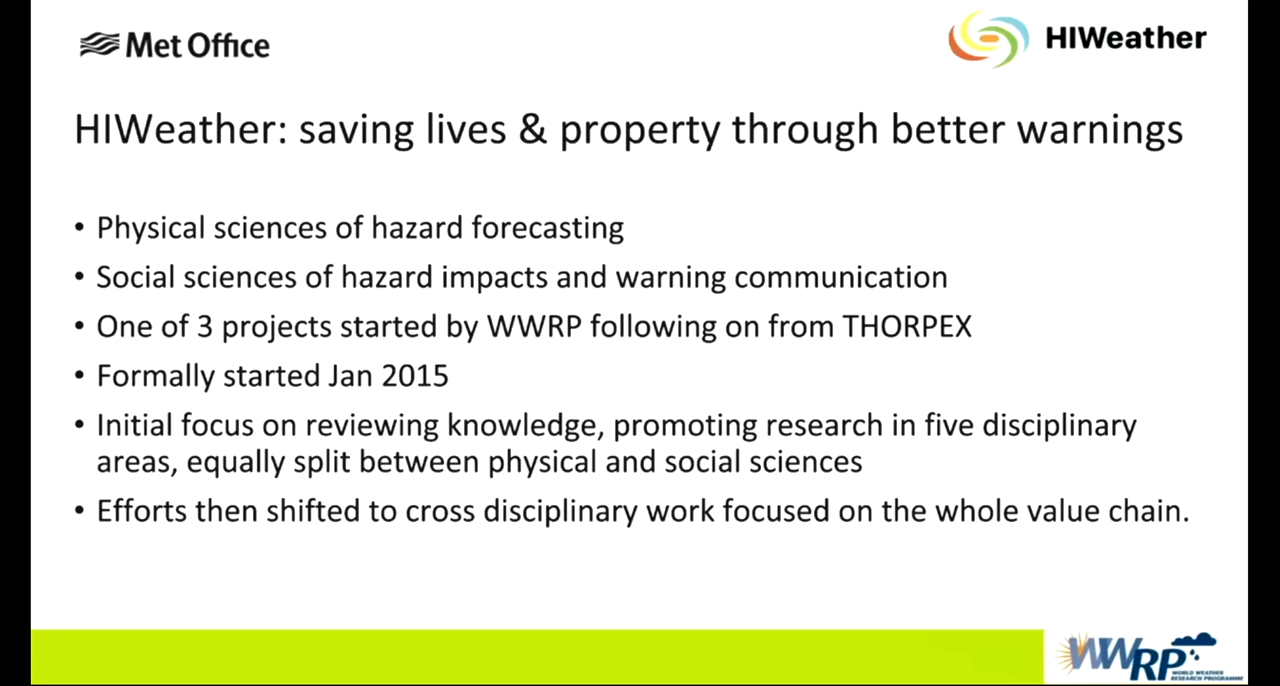 Met Office
HIWeather
HIWeather: saving lives & property through better warnings
• Physical sciences of hazard forecasting
• Social sciences of hazard impacts and warning communication
• One of 3 projects started by WWRP following on from THORPEX
• Formally started Jan 2015
• Initial focus on reviewing knowledge, promoting research in five disciplinary
areas, equally split between physical and social sciences
• Efforts then shifted to cross disciplinary work focused on the whole value chain.
WWRP
WORLD WEATHER
RESEARCH PROGRAMME